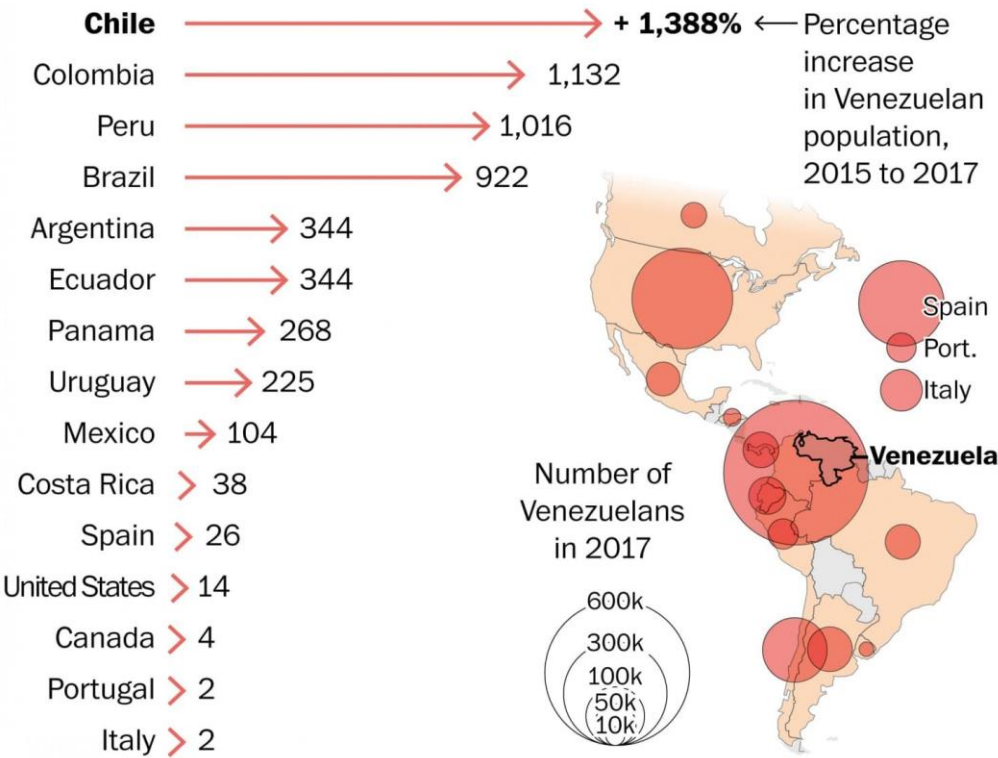 Chile + 1,388% Percentage
increase
in Venezuelan
population,
2015 to 2017
Colombia 1,132
Peru 1,016
Brazil 922
Argentina 344
Ecuador 344
Panama 268
Uruguay 225
Mexico 104
Costa Rica 38
Spain 26
United States 14
Canada 4
Portugal 2
Italy 2
Spain
Port.
Italy
Venezuela
Number of
Venezuelans
in 2017
600k
300k
100k
50k
10k